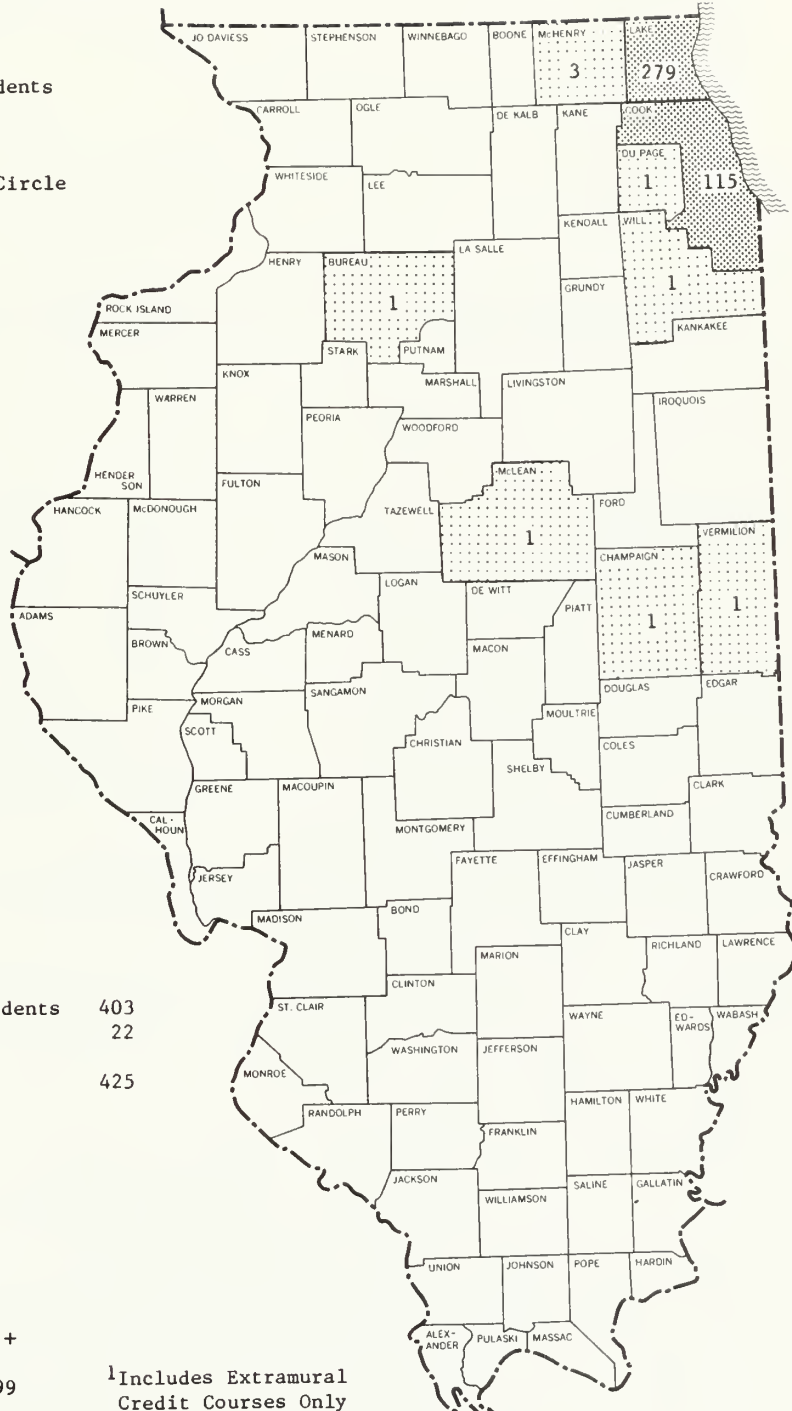 dents
Circle
JO DAVIESS STEPHENSON WINNEBAGO BOONE McHENRY LAKE
3 279
CARROLL OGLE DE KALB KANE COOK
DU PAGE
WHITESIDE LEE 1 115
KENDALL WILL
HENRY BUREAU LA SALLE
1 GRUNDY 1
ROCK ISLAND
MERCER KANKAKEE
STARK PUTNAM
KNOX MARSHALL LIVINGSTON
WARREN IROQUOIS
PEORIA WOODFORD
McLEAN
HENDER
SON FULTON
HANCOCK McDONOUGH TAZEWELL FORD
1 VERMILION
MASON CHAMPAIGN
LOGAN DE WITT
SCHUYLER PIATT 1 1
ADAMS MENARD
BROWN CASS MACON
SANGAMON DOUGLAS EDGAR
PIKE MORGAN MOULTRIE
SCOTT CHRISTIAN COLES
SHELBY
GREENE MACOUPIN CLARK
CUMBERLAND
CAL-
HOUN MONTGOMERY
FAYETTE EFFINGHAM JASPER
JERSEY CRAWFORD
BOND
MADISON CLAY
RICHLAND LAWRENCE
MARION
CLINTON
dents 403
ST. CLAIR WAYNE ED-
WARDS WABASH
22
WASHINGTON JEFFERSON
MONROE
425
RANDOLPH PERRY HAMILTON WHITE
FRANKLIN
JACKSON SALINE GALLATIN
WILLIAMSON
UNION JOHNSON POPE HARDIN
+
ALEX-
ANDER PULASKI MASSAC
99
1Includes Extramural
Credit Courses Only